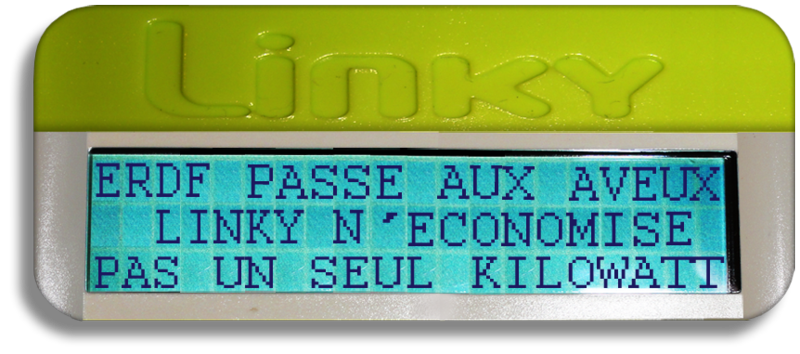 Linky
ERDF PASSE AUX AVEUX
LINKY N'ECONOMISE
PAS UN SEUL KILOWATT